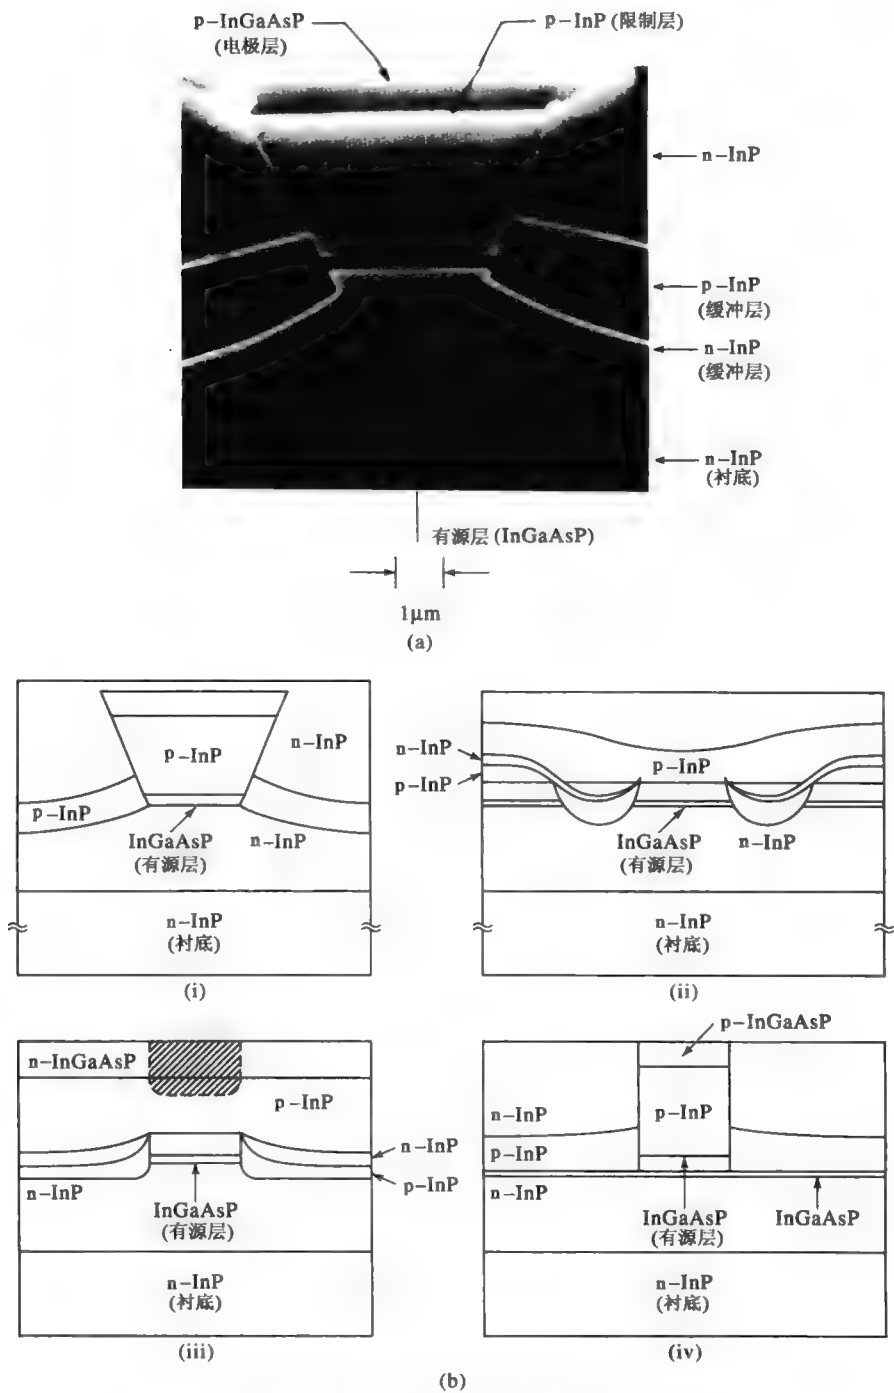 p-InGaAsP
(电极层)
p-InP (限制层)
n-InP
p-InP
(缓冲层)
n-InP
(缓冲层)
n-InP
(衬底)
有源层 (InGaAsP)
1μm
(a)
p-InP
n-InP
p-InP
InGaAsP
(有源层)
n-InP
n-InP
(衬底)
(i)
n-InP
p-InP
p-InP
InGaAsP
(有源层)
n-InP
n-InP
(衬底)
(ii)
n-InGaAsP
p-InP
n-InP
p-InP
n-InP
InGaAsP
(有源层)
n-InP
(衬底)
(iii)
p-InGaAsP
p-InP
n-InP
p-InP
n-InP
InGaAsP
(有源层)
InGaAsP
n-InP
(衬底)
(iv)
(b)